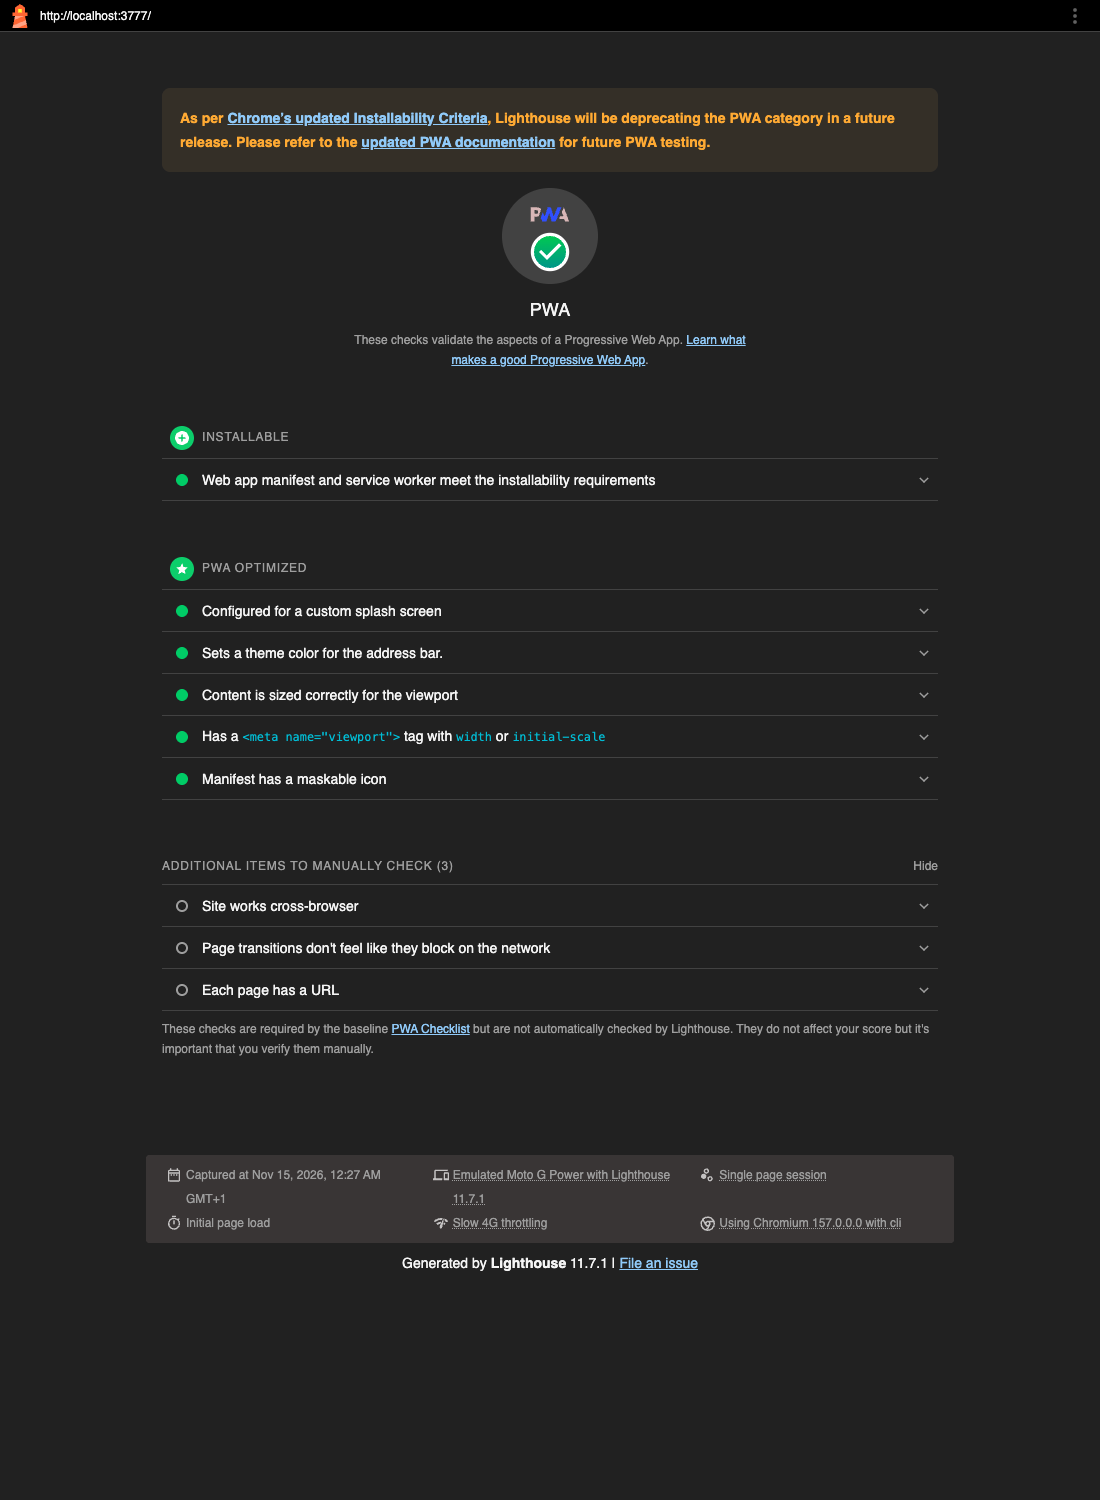 http://localhost:3777/
As per Chrome's updated Installability Criteria, Lighthouse will be deprecating the PWA category in a future
release. Please refer to the updated PWA documentation for future PWA testing.
PWA
PWA
These checks validate the aspects of a Progressive Web App. Learn what
makes a good Progressive Web App.
INSTALLABLE
Web app manifest and service worker meet the installability requirements
PWA OPTIMIZED
Configured for a custom splash screen
Sets a theme color for the address bar.
Content is sized correctly for the viewport
Has a <meta name="viewport"> tag with width or initial-scale
Manifest has a maskable icon
ADDITIONAL ITEMS TO MANUALLY CHECK (3)
Hide
Site works cross-browser
Page transitions don't feel like they block on the network
Each page has a URL
These checks are required by the baseline PWA Checklist but are not automatically checked by Lighthouse. They do not affect your score but it's
important that you verify them manually.
Captured at Nov 15, 2026, 12:27 AM
GMT+1
Emulated Moto G Power with Lighthouse
11.7.1
Single page session
Initial page load
Slow 4G throttling
Using Chromium 157.0.0.0 with cli
Generated by Lighthouse 11.7.1 | File an issue